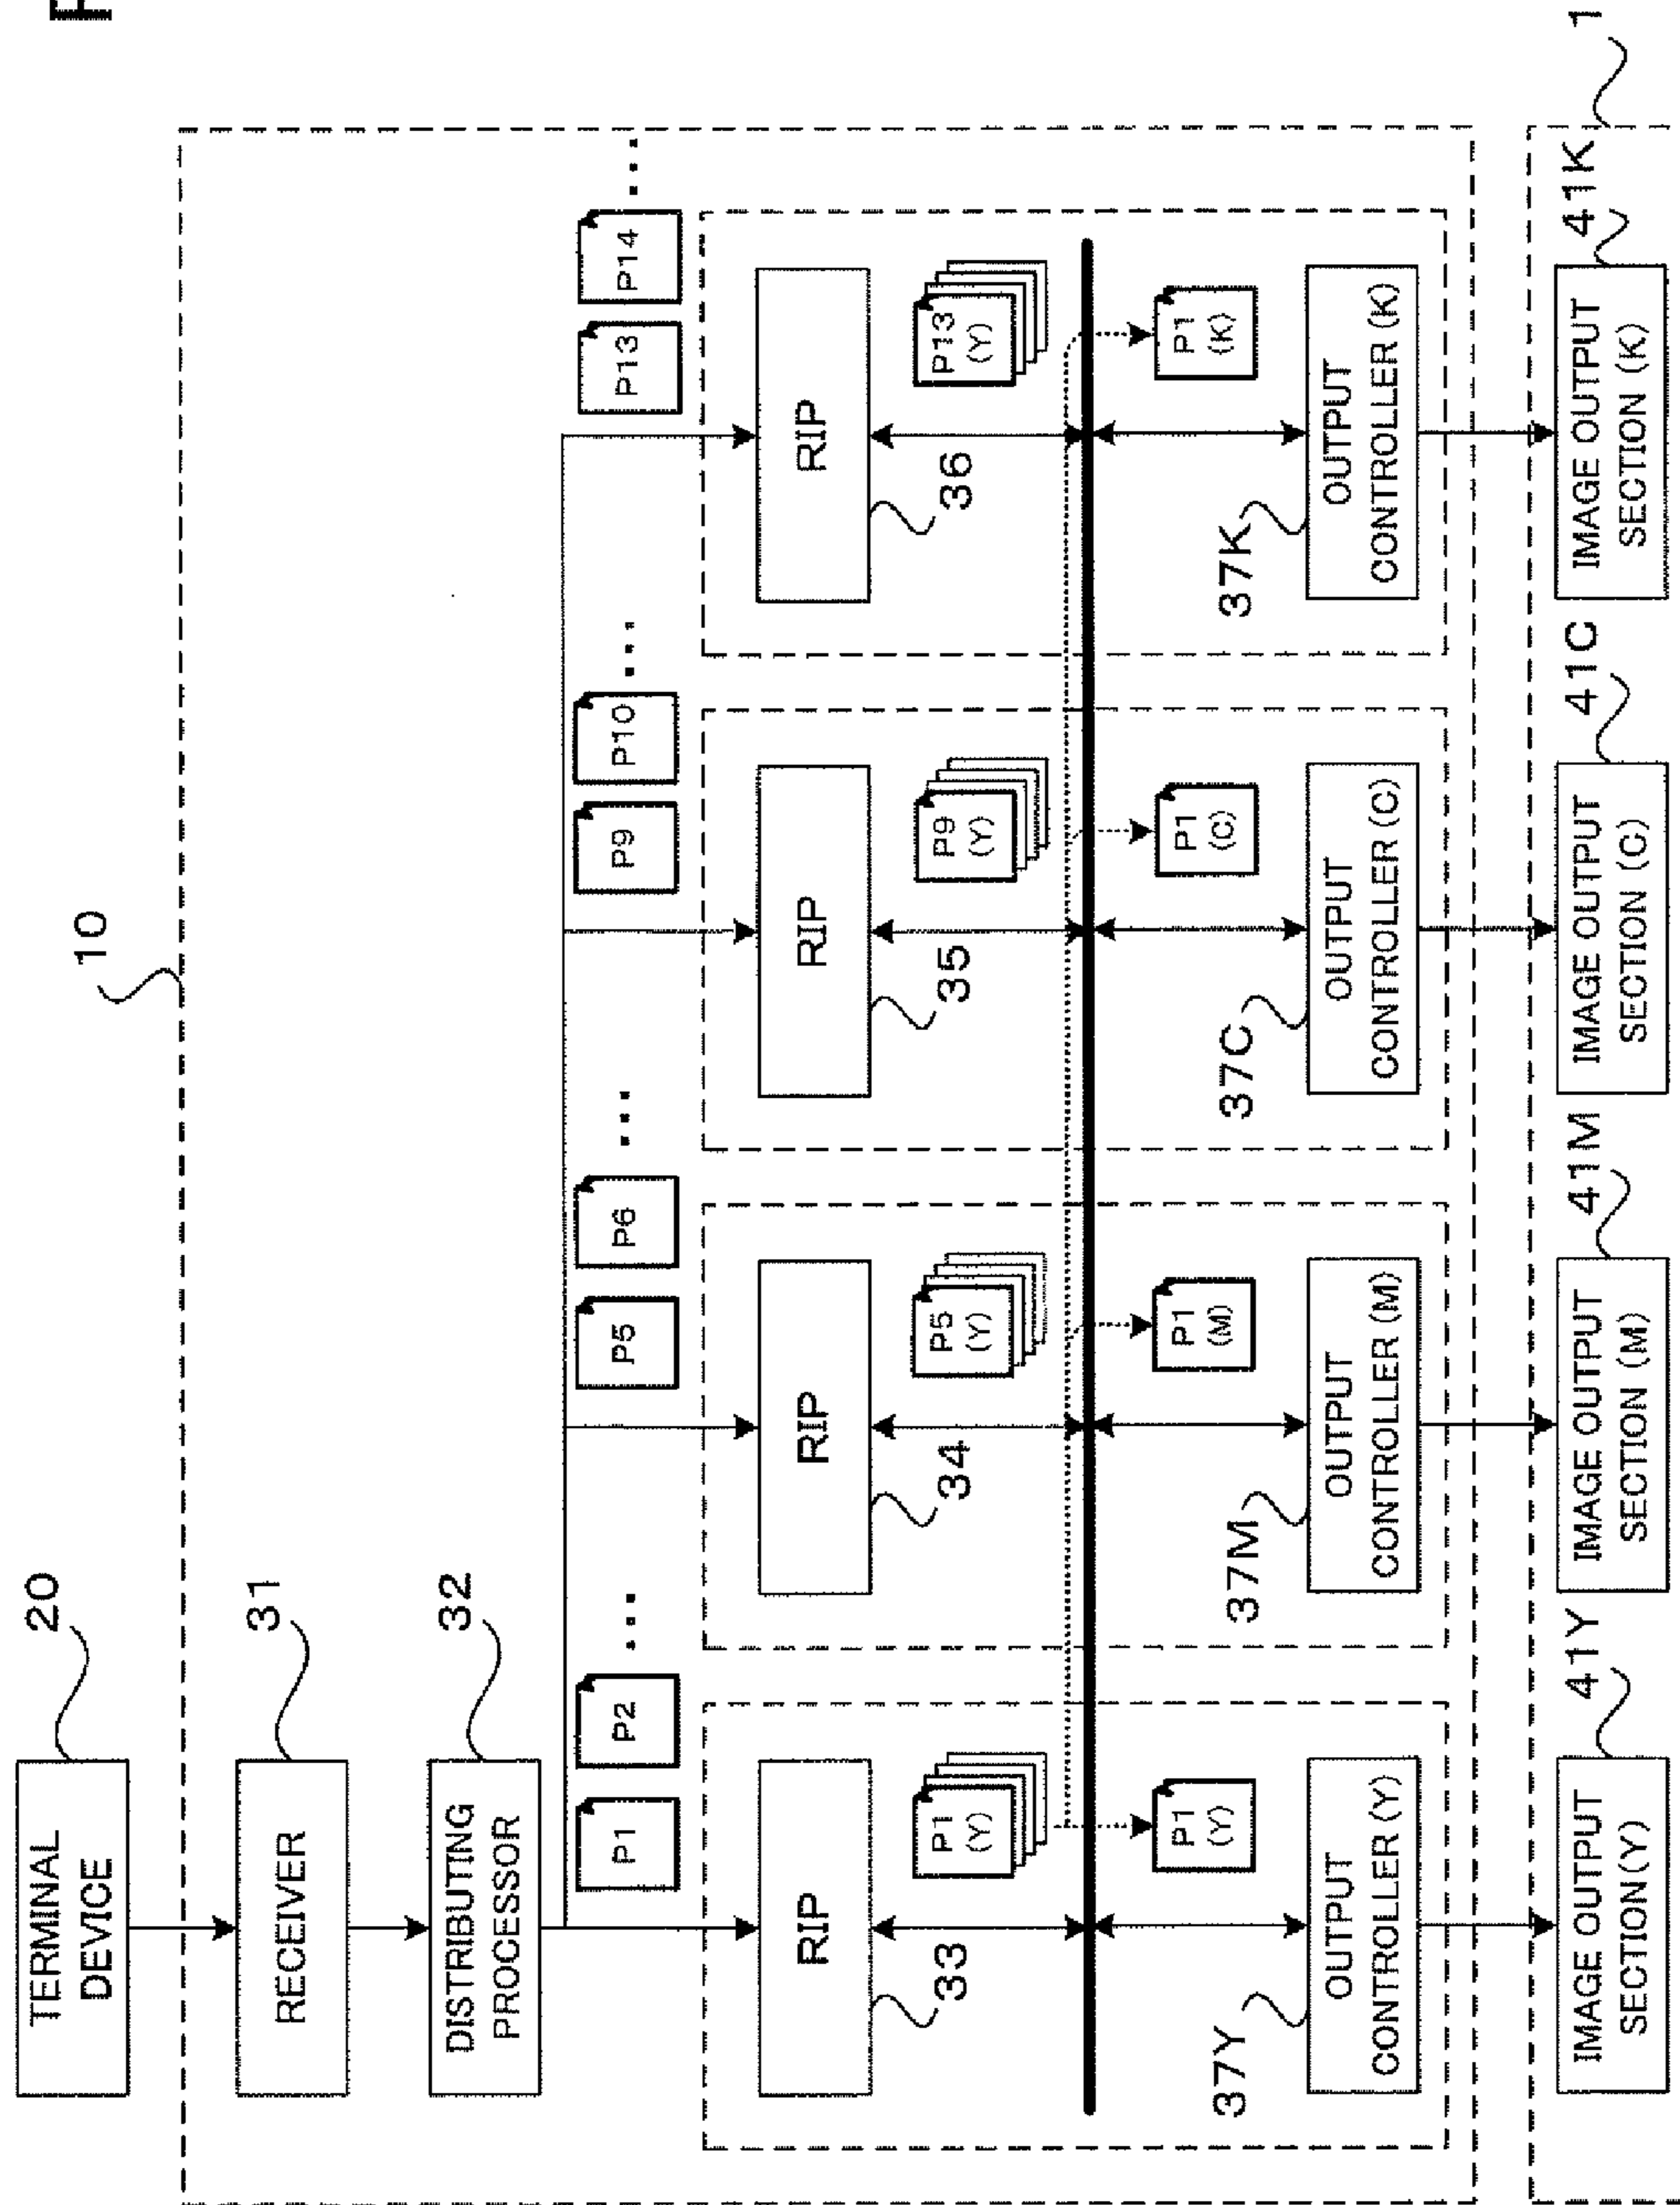 F
TERMINAL
DEVICE
20
10
RECEIVER
31
DISTRIBUTING
PROCESSOR
32
P1
P2
...
P5
P6
...
P9
P10
...
P13
P14
...
RIP
33
RIP
34
RIP
35
RIP
36
P1
(Y)
P5
(Y)
P9
(Y)
P13
(Y)
P1
(Y)
P1
(M)
P1
(C)
P1
(K)
37Y
OUTPUT
CONTROLLER (Y)
37M
OUTPUT
CONTROLLER (M)
37C
OUTPUT
CONTROLLER (C)
37K
OUTPUT
CONTROLLER (K)
IMAGE OUTPUT
SECTION(Y)
41Y
IMAGE OUTPUT
SECTION (M)
41M
IMAGE OUTPUT
SECTION (C)
41C
IMAGE OUTPUT
SECTION (K)
41K
1